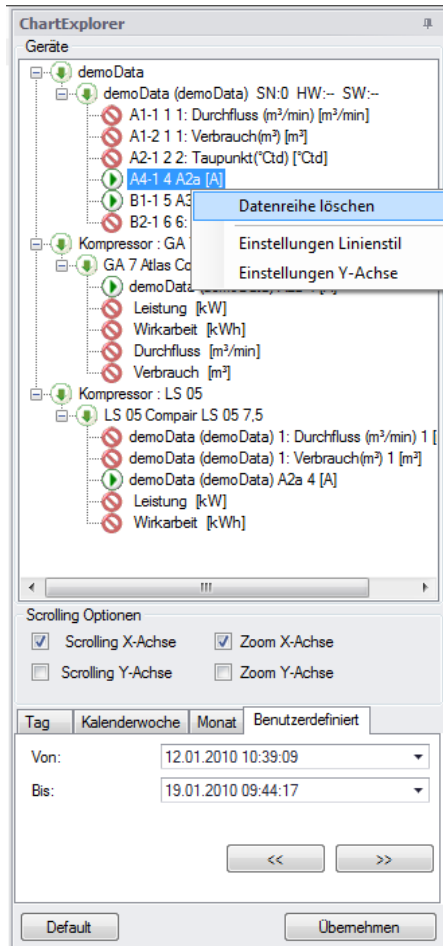 ChartExplorer
Geräte
demoData
demoData (demoData) SN:0 HW:-- SW:--
A1-1 1 1: Durchfluss (m³/min) [m³/min]
A1-2 1 1: Verbrauch(m³) [m³]
A2-1 2 2: Taupunkt(°Ctd) [°Ctd]
A4-1 4 A2a [A]
B1-1 5 A3
Datenreihe löschen
B2-1 6 6:
Kompressor : GA
Einstellungen Linienstil
GA 7 Atlas Co
Einstellungen Y-Achse
demoData
Leistung [kW]
Wirkarbeit [kWh]
Durchfluss [m³/min]
Verbrauch [m³]
Kompressor : LS 05
LS 05 Compair LS 05 7,5
demoData (demoData) 1: Durchfluss (m³/min) 1 [
demoData (demoData) 1: Verbrauch(m³) 1 [m³]
demoData (demoData) A2a 4 [A]
Leistung [kW]
Wirkarbeit [kWh]
Scrolling Optionen
Scrolling X-Achse Zoom X-Achse
Scrolling Y-Achse Zoom Y-Achse
Tag Kalenderwoche Monat Benutzerdefiniert
Von: 12.01.2010 10:39:09
Bis: 19.01.2010 09:44:17
<< >>
Default Übernehmen